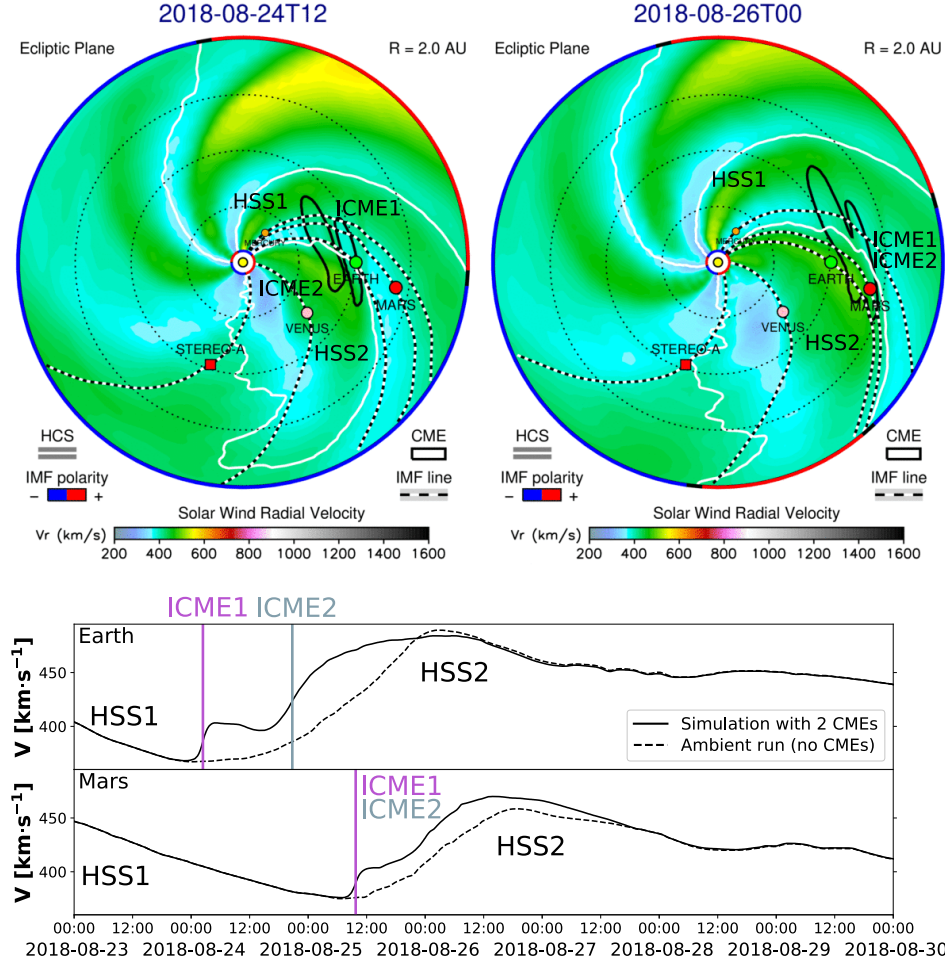 2018-08-24T12
Ecliptic Plane
R = 2.0 AU
HSS1
ICME1
MERCURY
EARTH
ICME2
MARS
VENUS
HSS2
STEREO-A
HCS
CME
IMF polarity
IMF line
− +
Solar Wind Radial Velocity
Vr (km/s)
200 400 600 800 1000 1200 1400 1600
2018-08-26T00
Ecliptic Plane
R = 2.0 AU
HSS1
MERCURY
ICME1
ICME2
EARTH
MARS
VENUS
HSS2
STEREO-A
HCS
CME
IMF polarity
IMF line
− +
Solar Wind Radial Velocity
Vr (km/s)
200 400 600 800 1000 1200 1400 1600
ICME1 ICME2
Earth
V [km·s⁻¹]
450
400
HSS1
HSS2
Simulation with 2 CMEs
Ambient run (no CMEs)
Mars
V [km·s⁻¹]
450
400
ICME1
ICME2
HSS1
HSS2
00:00 12:00 00:00 12:00 00:00 12:00 00:00 12:00 00:00 12:00 00:00 12:00 00:00 12:00 00:00
2018-08-23 2018-08-24 2018-08-25 2018-08-26 2018-08-27 2018-08-28 2018-08-29 2018-08-30